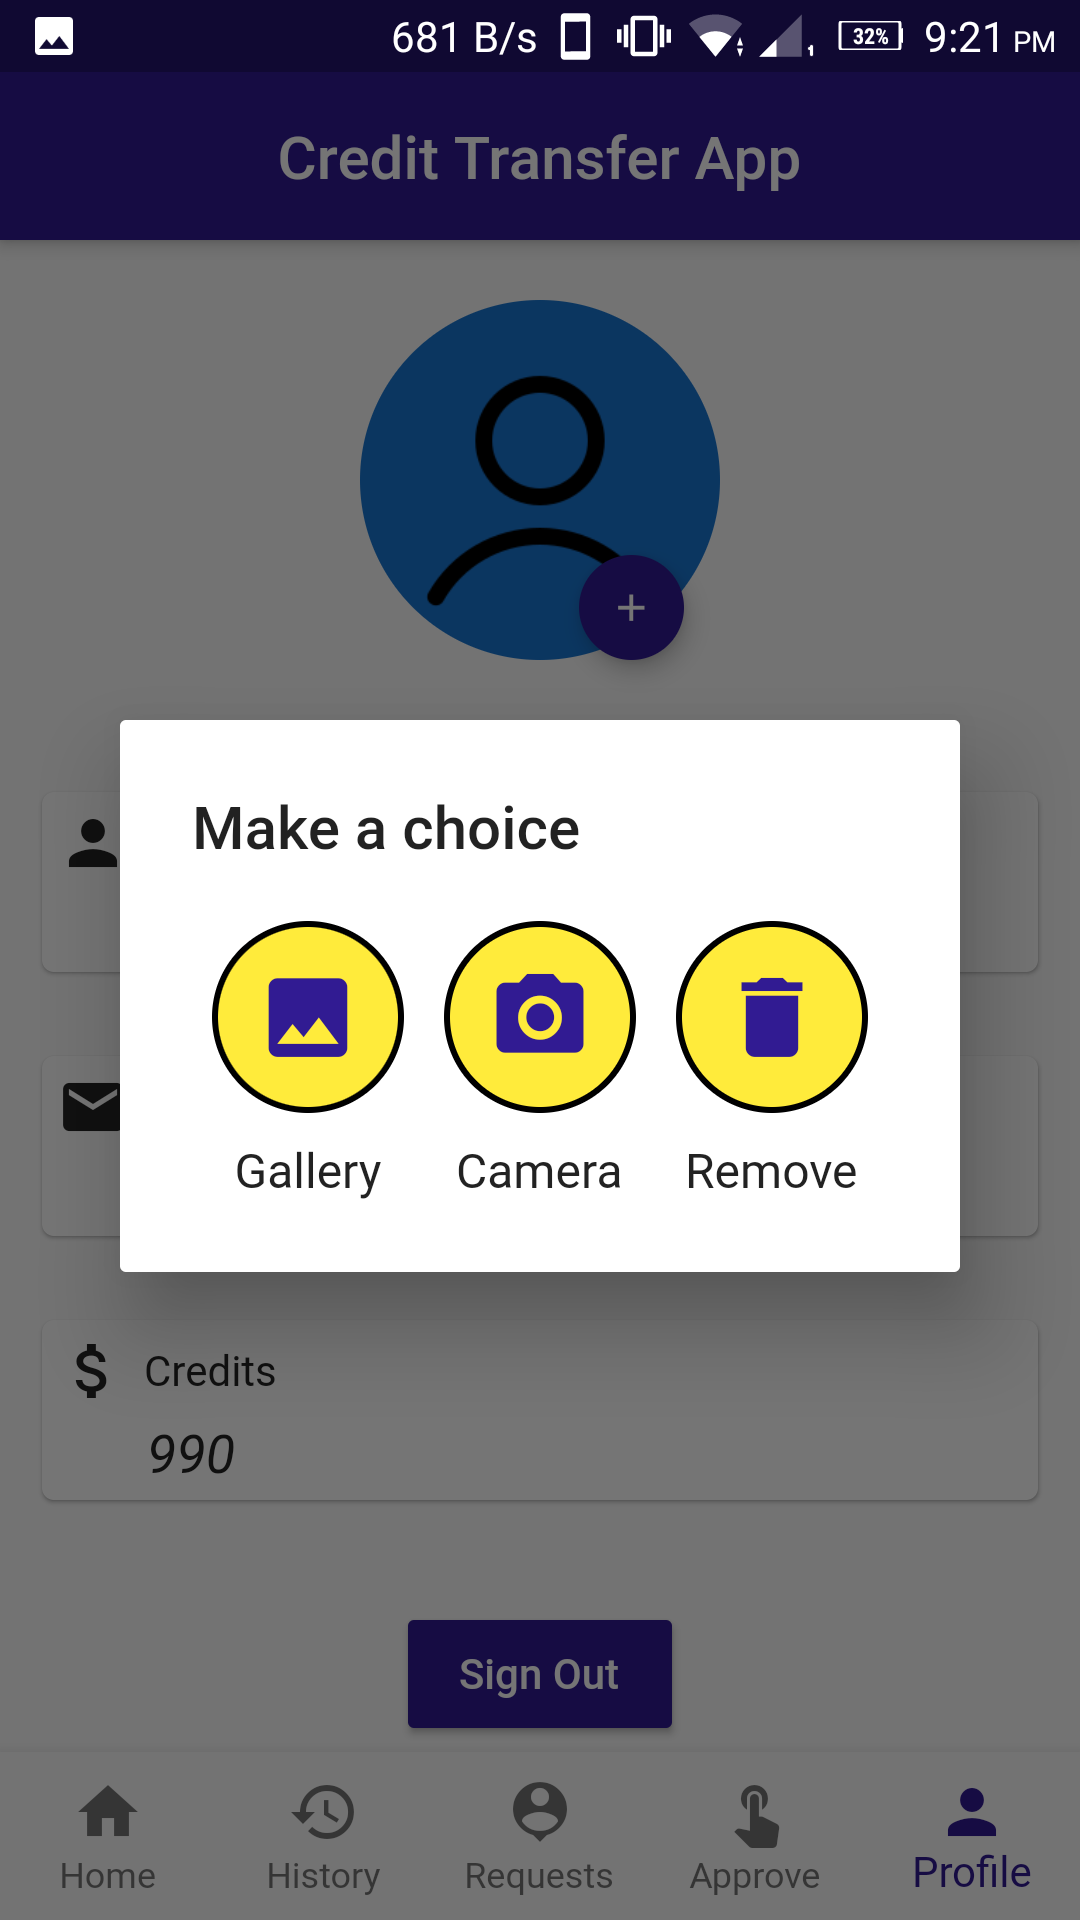 681 B/s 32% 9:21 PM
Credit Transfer App
Make a choice
Gallery Camera Remove
Credits
990
Sign Out
Home History Requests Approve Profile